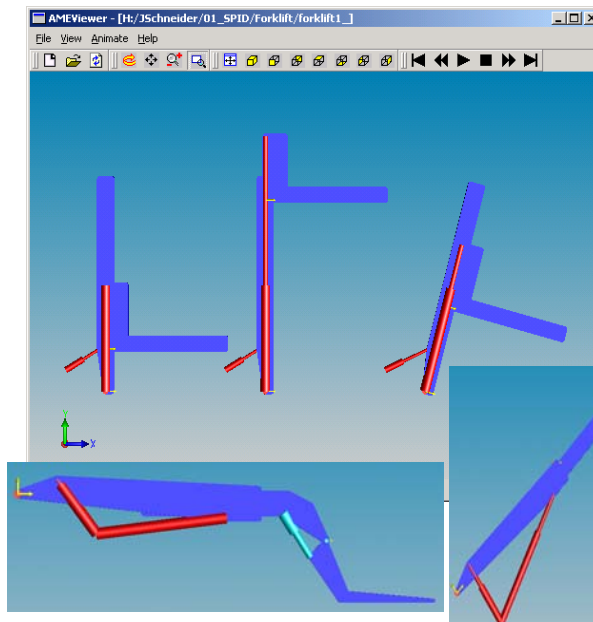 AMEViewer - [H:/JSchneider/01_SPID/Forklift/forklift1_]
File View Animate Help
Y
X